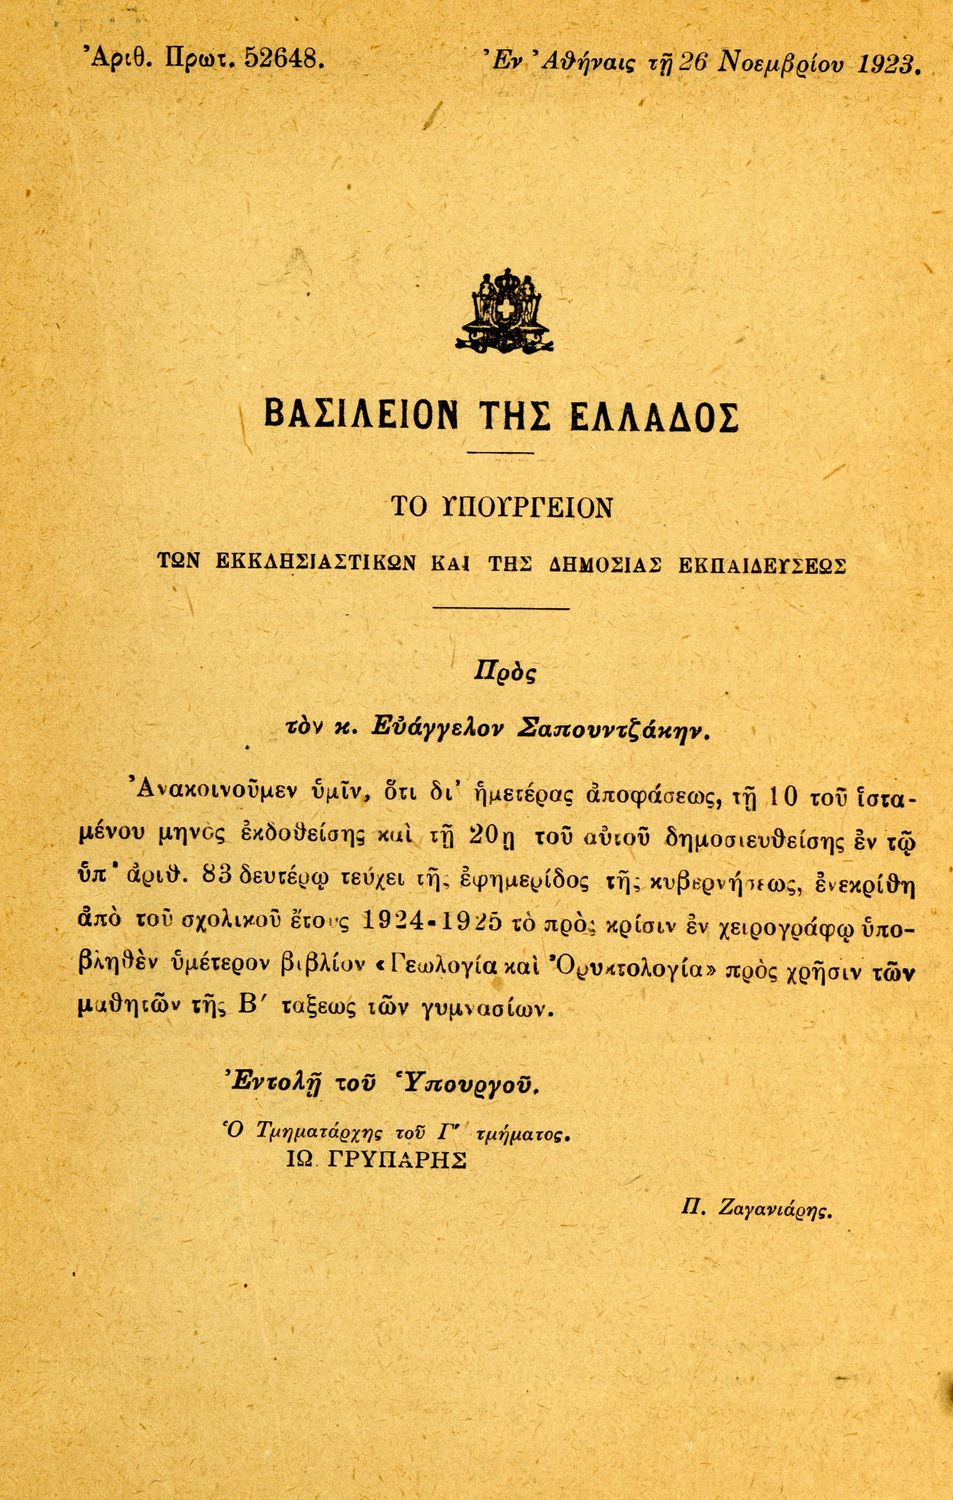 Ἀριθ. Πρωτ. 52648.
Ἐν Ἀθήναις τῇ 26 Νοεμβρίου 1923.
ΒΑΣΙΛΕΙΟΝ ΤΗΣ ΕΛΛΑΔΟΣ
ΤΟ ΥΠΟΥΡΓΕΙΟΝ
ΤΩΝ ΕΚΚΛΗΣΙΑΣΤΙΚΩΝ ΚΑΙ ΤΗΣ ΔΗΜΟΣΙΑΣ ΕΚΠΑΙΔΕΥΣΕΩΣ
Πρὸς
τὸν κ. Εὐάγγελον Σαπουντζάκην.
Ἀνακοινοῦμεν ὑμῖν, ὅτι δι' ἡμετέρας ἀποφάσεως, τῇ 10 τοῦ ἱστα-
μένου μηνὸς ἐκδοθείσης καὶ τῇ 20ῃ τοῦ αὐτοῦ δημοσιευθείσης ἐν τῷ
ὑπ' ἀριθ. 83 δευτέρῳ τεύχει τῆς ἐφημερίδος τῆς κυβερνήσεως, ἐνεκρίθη
ἀπὸ τοῦ σχολικοῦ ἔτους 1924-1925 τὸ πρὸς κρίσιν ἐν χειρογράφῳ ὑπο-
βληθὲν ὑμέτερον βιβλίον «Γεωλογία καὶ Ὀρυκτολογία» πρὸς χρῆσιν τῶν
μαθητῶν τῆς Β′ ταξεως τῶν γυμνασίων.
Ἐντολῇ τοῦ Ὑπουργοῦ.
Ὁ Τμηματάρχης τοῦ Γ′ τμήματος.
ΙΩ. ΓΡΥΠΑΡΗΣ
Π. Ζαγανιάρης.